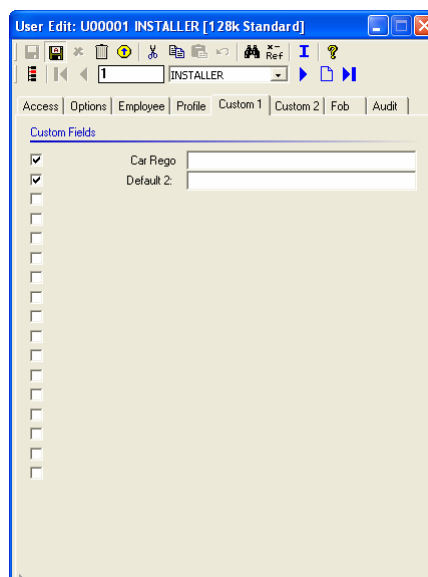 User Edit: U00001 INSTALLER [128k Standard]
x=
Ref
I
?
1
INSTALLER
Access
Options
Employee
Profile
Custom 1
Custom 2
Fob
Audit
Custom Fields
Car Rego
Default 2: